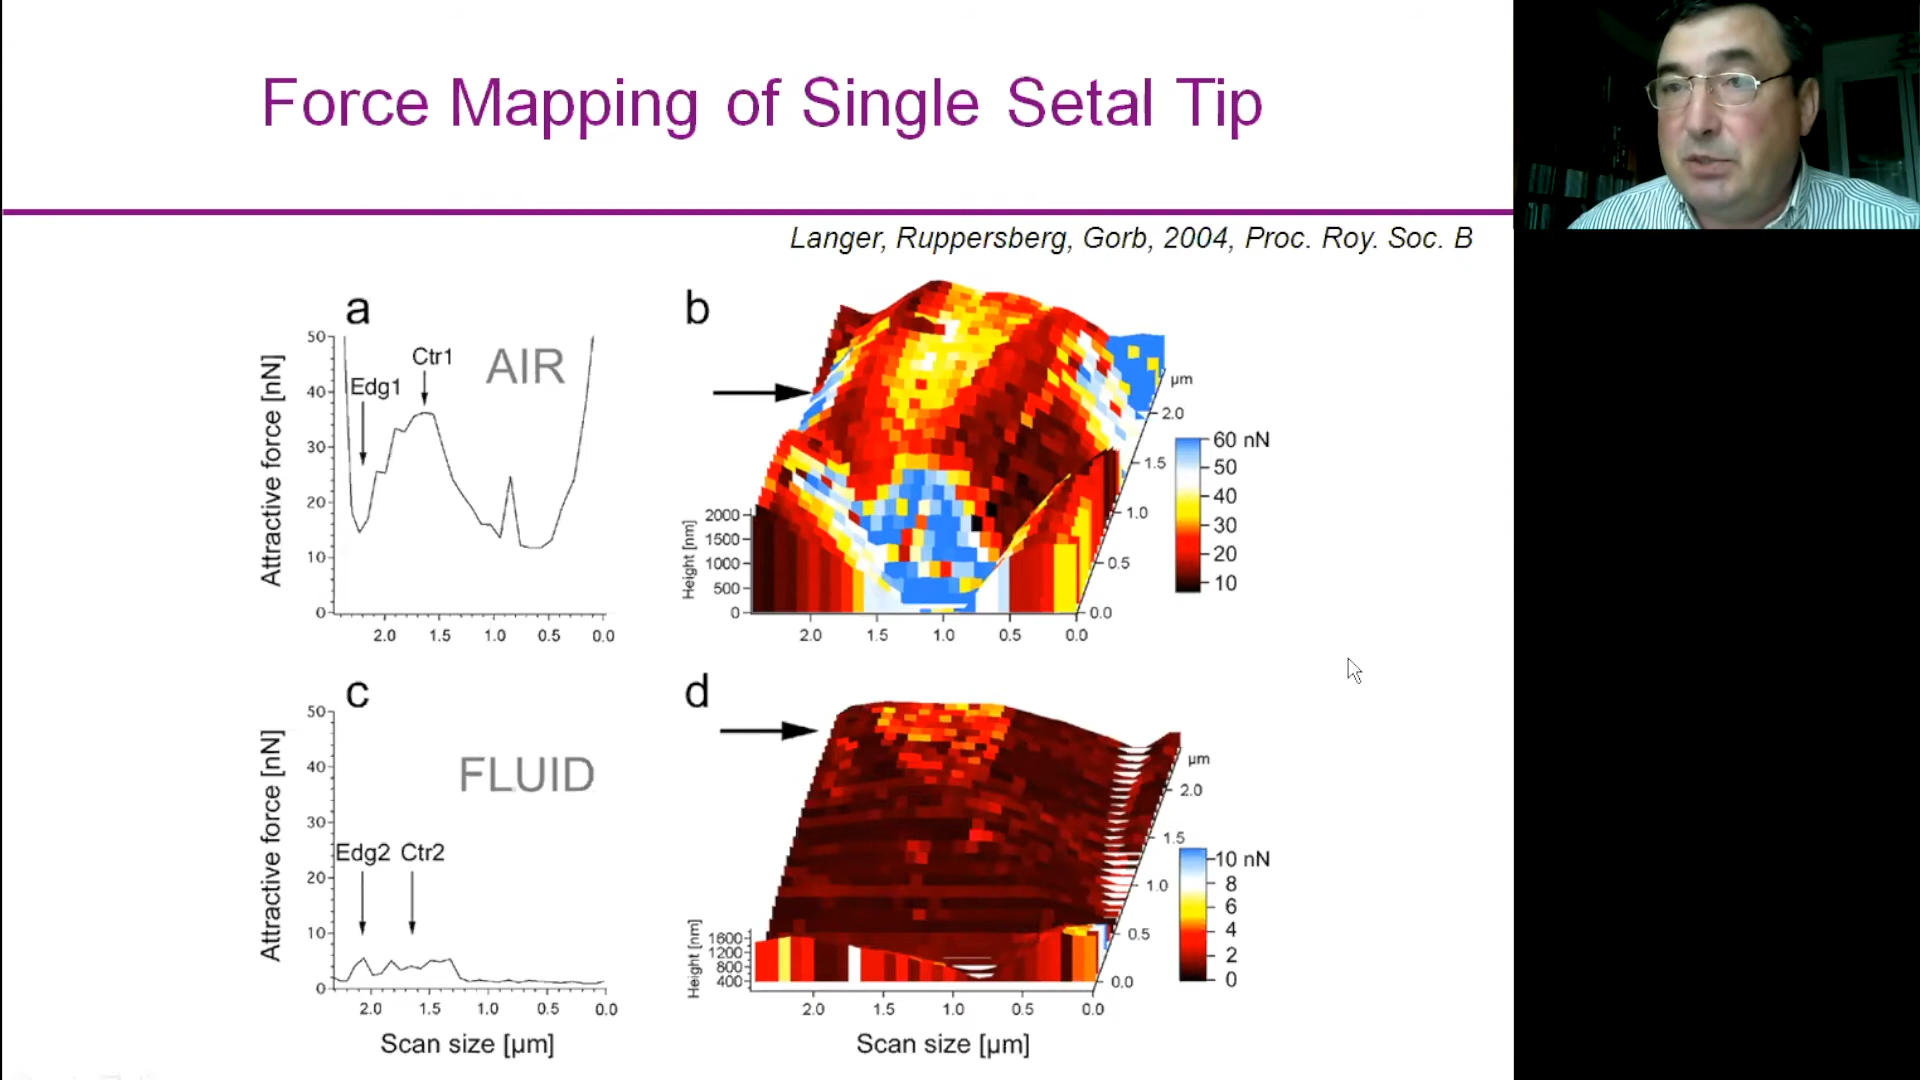 Force Mapping of Single Setal Tip
Langer, Ruppersberg, Gorb, 2004, Proc. Roy. Soc. B
a
AIR
Edg1
Ctr1
Attractive force [nN]
50
40
30
20
10
0
2.0 1.5 1.0 0.5 0.0
b
Height [nm]
2000
1500
1000
500
0
2.0 1.5 1.0 0.5 0.0
µm
2.0
1.5
1.0
0.5
0.0
60 nN
50
40
30
20
10
c
FLUID
Edg2 Ctr2
Attractive force [nN]
50
40
30
20
10
0
2.0 1.5 1.0 0.5 0.0
Scan size [µm]
d
Height [nm]
1600
1200
800
400
2.0 1.5 1.0 0.5 0.0
Scan size [µm]
µm
2.0
1.5
1.0
0.5
0.0
10 nN
8
6
4
2
0